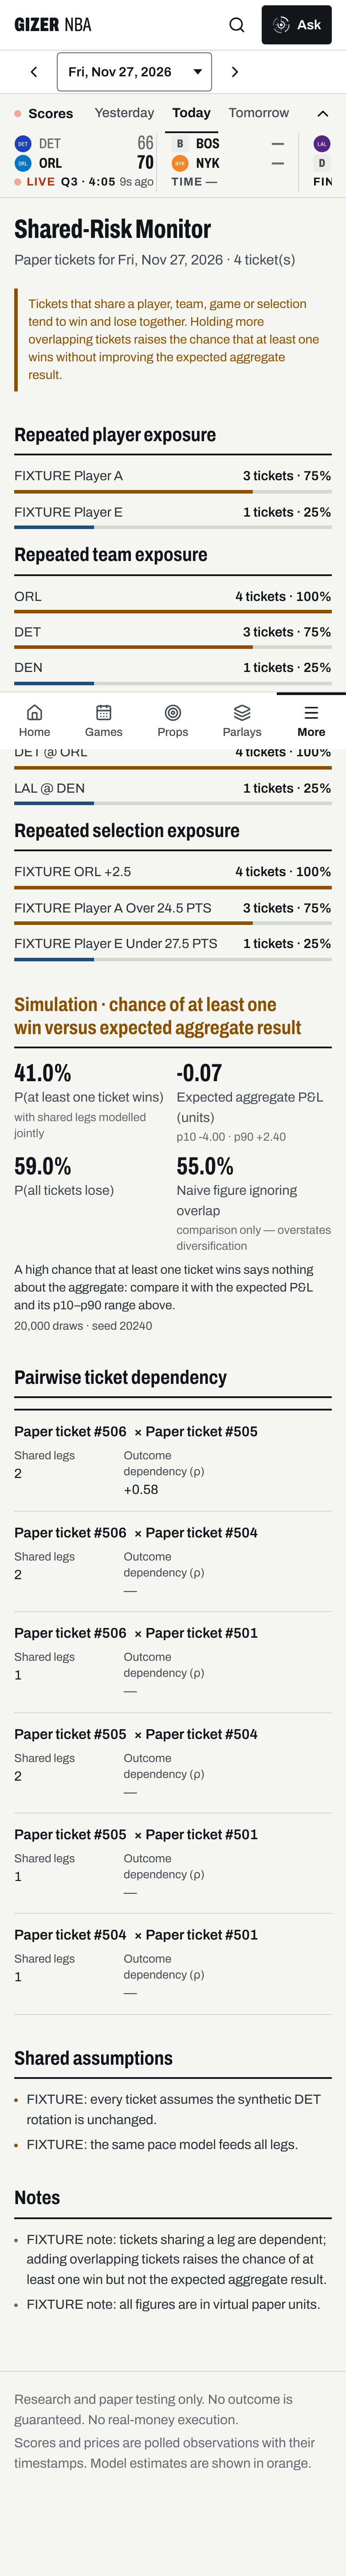 GIZER NBA
Ask
Fri, Nov 27, 2026
Scores Yesterday Today Tomorrow
DET DET 66
ORL ORL 70
LIVE Q3 · 4:05 9s ago
B BOS —
NYK NYK —
TIME —
LAL
D
FIN
Shared-Risk Monitor
Paper tickets for Fri, Nov 27, 2026 · 4 ticket(s)
Tickets that share a player, team, game or selection
tend to win and lose together. Holding more
overlapping tickets raises the chance that at least one
wins without improving the expected aggregate
result.
Repeated player exposure
FIXTURE Player A 3 tickets · 75%
FIXTURE Player E 1 tickets · 25%
Repeated team exposure
ORL 4 tickets · 100%
DET 3 tickets · 75%
DEN 1 tickets · 25%
Home Games Props Parlays More
DET @ ORL 4 tickets · 100%
LAL @ DEN 1 tickets · 25%
Repeated selection exposure
FIXTURE ORL +2.5 4 tickets · 100%
FIXTURE Player A Over 24.5 PTS 3 tickets · 75%
FIXTURE Player E Under 27.5 PTS 1 tickets · 25%
Simulation · chance of at least one
win versus expected aggregate result
41.0%
P(at least one ticket wins)
with shared legs modelled
jointly
-0.07
Expected aggregate P&L
(units)
p10 -4.00 · p90 +2.40
59.0%
P(all tickets lose)
55.0%
Naive figure ignoring
overlap
comparison only — overstates
diversification
A high chance that at least one ticket wins says nothing
about the aggregate: compare it with the expected P&L
and its p10–p90 range above.
20,000 draws · seed 20240
Pairwise ticket dependency
Paper ticket #506 × Paper ticket #505
Shared legs
2
Outcome
dependency (ρ)
+0.58
Paper ticket #506 × Paper ticket #504
Shared legs
2
Outcome
dependency (ρ)
—
Paper ticket #506 × Paper ticket #501
Shared legs
1
Outcome
dependency (ρ)
—
Paper ticket #505 × Paper ticket #504
Shared legs
2
Outcome
dependency (ρ)
—
Paper ticket #505 × Paper ticket #501
Shared legs
1
Outcome
dependency (ρ)
—
Paper ticket #504 × Paper ticket #501
Shared legs
1
Outcome
dependency (ρ)
—
Shared assumptions
FIXTURE: every ticket assumes the synthetic DET
rotation is unchanged.
FIXTURE: the same pace model feeds all legs.
Notes
FIXTURE note: tickets sharing a leg are dependent;
adding overlapping tickets raises the chance of at
least one win but not the expected aggregate result.
FIXTURE note: all figures are in virtual paper units.
Research and paper testing only. No outcome is
guaranteed. No real-money execution.
Scores and prices are polled observations with their
timestamps. Model estimates are shown in orange.